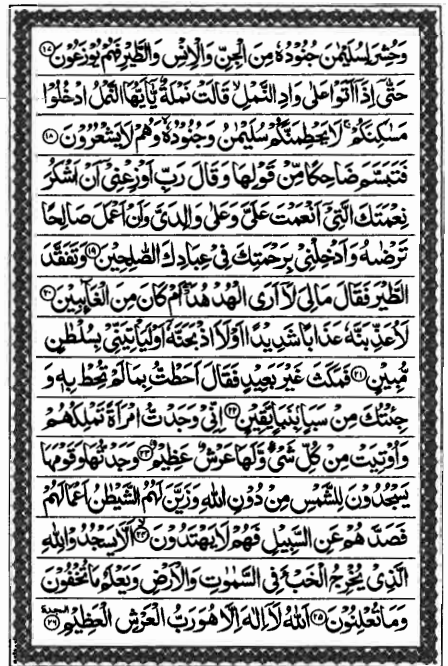 وَحُشِرَ لِسُلَيْمٰنَ جُنُوْدُهٗ مِنَ الْجِنِّ وَالْاِنْسِ وَالطَّيْرِ فَهُمْ يُوْزَعُوْنَ ۝۱۷
حَتّٰۤى اِذَاۤ اَتَوْا عَلٰى وَادِ النَّمْلِ ۙ قَالَتْ نَمْلَةٌ يّٰۤاَيُّهَا النَّمْلُ ادْخُلُوْا
مَسٰكِنَكُمْ ۚ لَا يَحْطِمَنَّكُمْ سُلَيْمٰنُ وَجُنُوْدُهٗ ۙ وَهُمْ لَا يَشْعُرُوْنَ ۝۱۸
فَتَبَسَّمَ ضَاحِكًا مِّنْ قَوْلِهَا وَقَالَ رَبِّ اَوْزِعْنِيْۤ اَنْ اَشْكُرَ
نِعْمَتَكَ الَّتِيْۤ اَنْعَمْتَ عَلَيَّ وَعَلٰى وَالِدَيَّ وَاَنْ اَعْمَلَ صَالِحًا
تَرْضٰىهُ وَاَدْخِلْنِيْ بِرَحْمَتِكَ فِيْ عِبَادِكَ الصّٰلِحِيْنَ ۝۱۹ وَتَفَقَّدَ
الطَّيْرَ فَقَالَ مَا لِيَ لَاۤ اَرَى الْهُدْهُدَ ۖ اَمْ كَانَ مِنَ الْغَآئِبِيْنَ ۝۲۰
لَاُعَذِّبَنَّهٗ عَذَابًا شَدِيْدًا اَوْ لَا۟اَذْبَحَنَّهٗۤ اَوْ لَيَاْتِيَنِّيْ بِسُلْطٰنٍ
مُّبِيْنٍ ۝۲۱ فَمَكَثَ غَيْرَ بَعِيْدٍ فَقَالَ اَحَطْتُّ بِمَا لَمْ تُحِطْ بِهٖ وَ
جِئْتُكَ مِنْ سَبَاٍۭ بِنَبَاٍ يَّقِيْنٍ ۝۲۲ اِنِّيْ وَجَدْتُّ امْرَاَةً تَمْلِكُهُمْ
وَاُوْتِيَتْ مِنْ كُلِّ شَيْءٍ وَّلَهَا عَرْشٌ عَظِيْمٌ ۝۲۳ وَجَدْتُّهَا وَقَوْمَهَا
يَسْجُدُوْنَ لِلشَّمْسِ مِنْ دُوْنِ اللّٰهِ وَزَيَّنَ لَهُمُ الشَّيْطٰنُ اَعْمَالَهُمْ
فَصَدَّهُمْ عَنِ السَّبِيْلِ فَهُمْ لَا يَهْتَدُوْنَ ۝۲۴ اَلَّا يَسْجُدُوْا لِلّٰهِ
الَّذِيْ يُخْرِجُ الْخَبْءَ فِي السَّمٰوٰتِ وَالْاَرْضِ وَيَعْلَمُ مَا تُخْفُوْنَ
وَمَا تُعْلِنُوْنَ ۝۲۵ اَللّٰهُ لَاۤ اِلٰهَ اِلَّا هُوَ رَبُّ الْعَرْشِ الْعَظِيْمِ ۝۲۶ السجدة